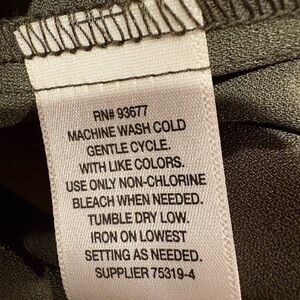 RN# 93677
MACHINE WASH COLD
GENTLE CYCLE.
WITH LIKE COLORS.
USE ONLY NON-CHLORINE
BLEACH WHEN NEEDED.
TUMBLE DRY LOW.
IRON ON LOWEST
SETTING AS NEEDED.
SUPPLIER 75319-4